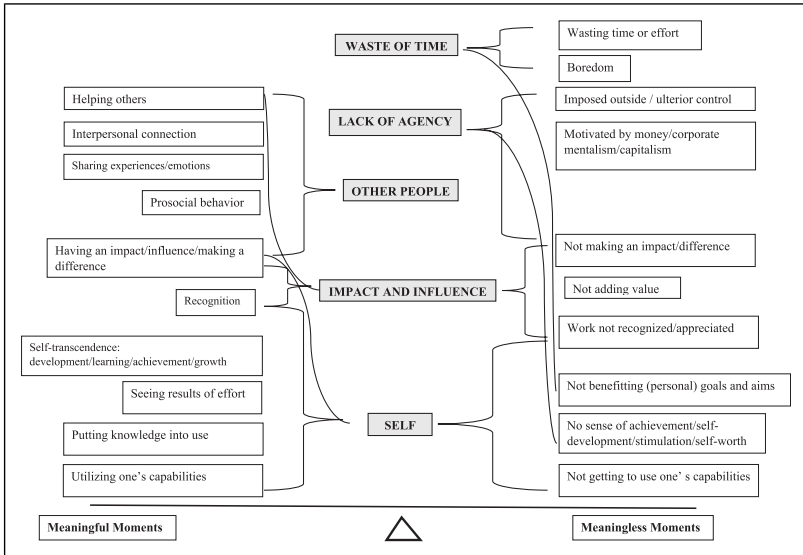 WASTE OF TIME
Wasting time or effort
Boredom
Helping others
Interpersonal connection
Sharing experiences/emotions
Prosocial behavior
LACK OF AGENCY
Imposed outside / ulterior control
Motivated by money/corporate
mentalism/capitalism
OTHER PEOPLE
Having an impact/influence/making a
difference
Recognition
IMPACT AND INFLUENCE
Not making an impact/difference
Not adding value
Work not recognized/appreciated
Self-transcendence:
development/learning/achievement/growth
Seeing results of effort
Putting knowledge into use
Utilizing one’s capabilities
SELF
Not benefitting (personal) goals and aims
No sense of achievement/self-
development/stimulation/self-worth
Not getting to use one’ s capabilities
Meaningful Moments
Meaningless Moments